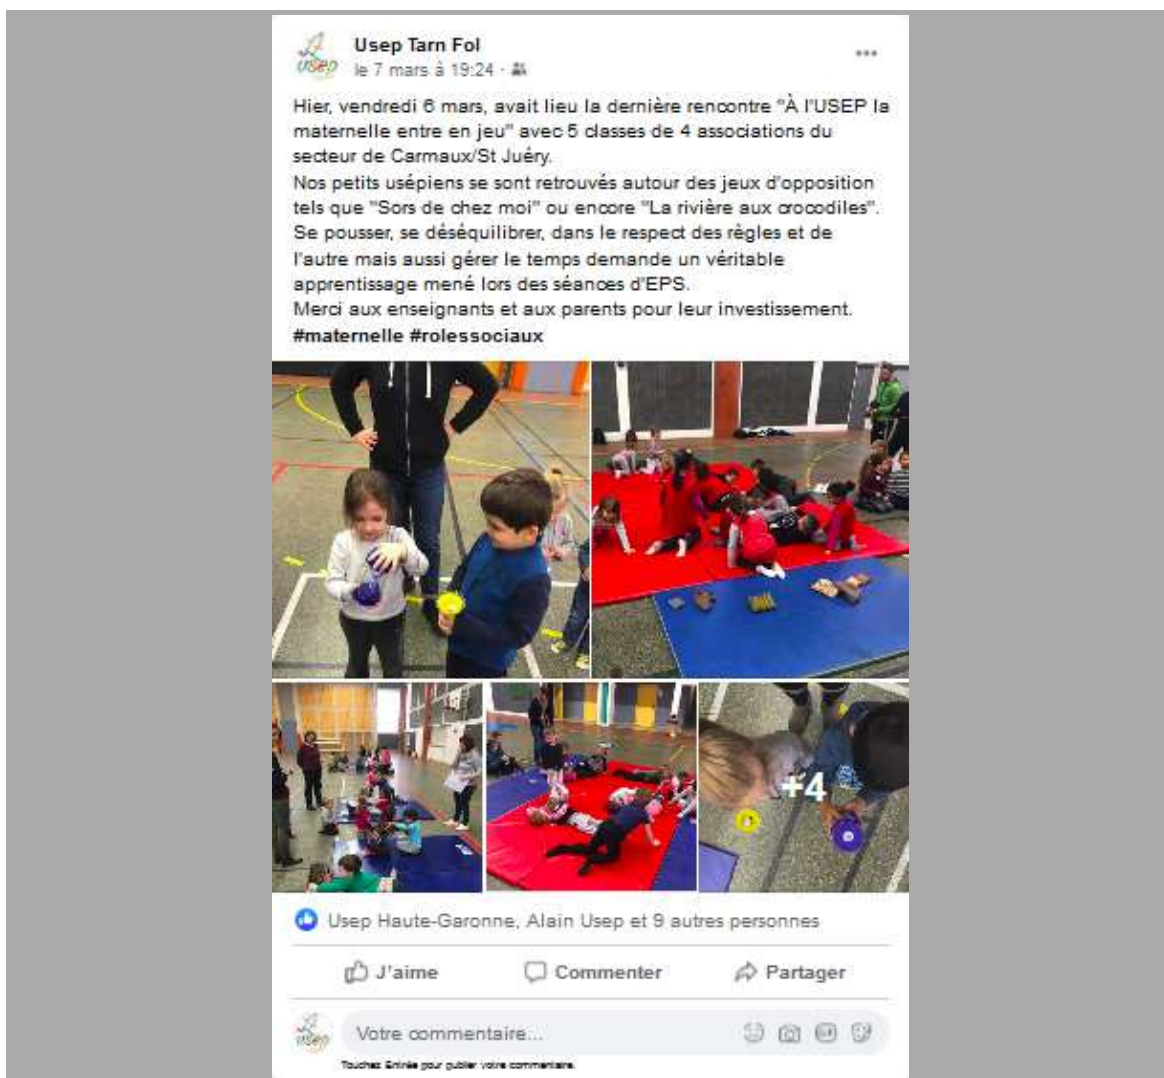 Usep Tarn Fol
le 7 mars à 19:24 ·
Hier, vendredi 6 mars, avait lieu la dernière rencontre "À l'USEP la
maternelle entre en jeu" avec 5 classes de 4 associations du
secteur de Carmaux/St Juéry.
Nos petits usépiens se sont retrouvés autour des jeux d'opposition
tels que "Sors de chez moi" ou encore "La rivière aux crocodiles".
Se pousser, se déséquilibrer, dans le respect des règles et de
l'autre mais aussi gérer le temps demande un véritable
apprentissage mené lors des séances d'EPS.
Merci aux enseignants et aux parents pour leur investissement.
#maternelle #rolessociaux
+4
Usep Haute-Garonne, Alain Usep et 9 autres personnes
J'aime Commenter Partager
usep
Votre commentaire...
Touchez Entrée pour publier votre commentaire.